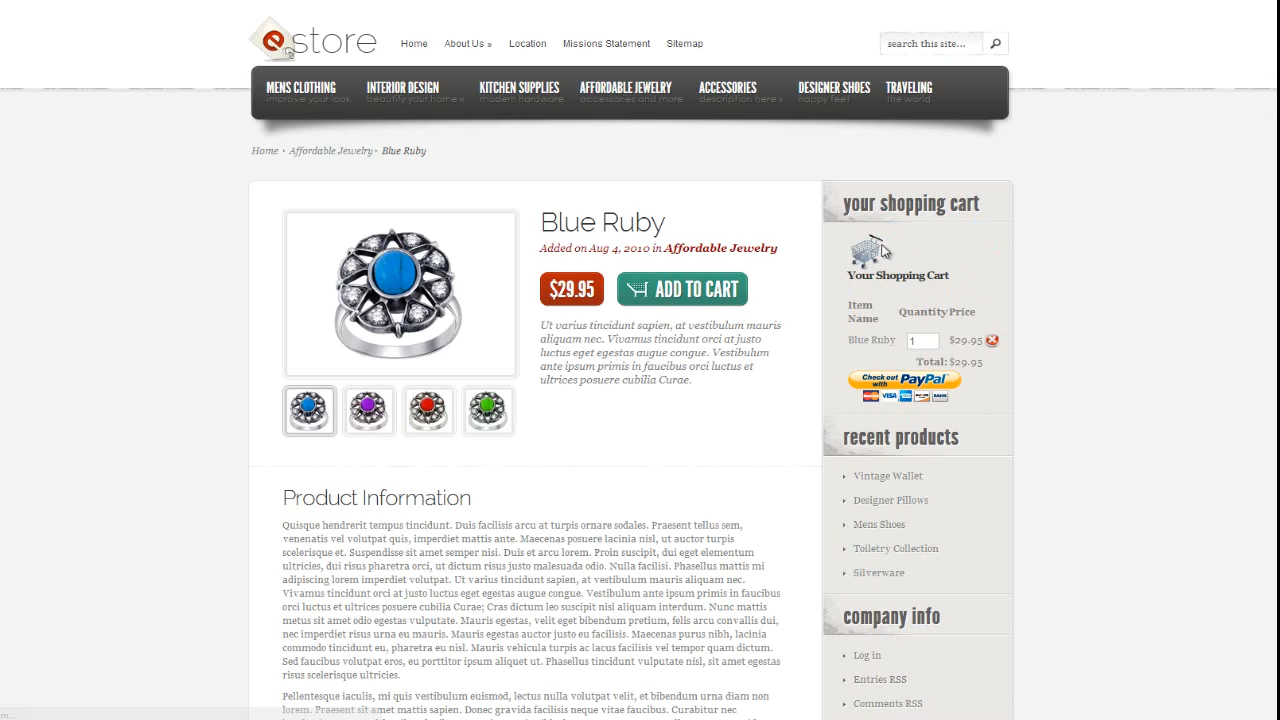 estore
Home About Us » Location Missions Statement Sitemap
search this site...
MENS CLOTHING INTERIOR DESIGN KITCHEN SUPPLIES AFFORDABLE JEWELRY ACCESSORIES DESIGNER SHOES TRAVELING
improve your look beautify your home » modern hardware accessories and more description here » happy feet the world
Home Affordable Jewelry Blue Ruby
Blue Ruby
Added on Aug 4, 2010 in Affordable Jewelry
$29.95 ADD TO CART
Ut varius tincidunt sapien, at vestibulum mauris
aliquam nec. Vivamus tincidunt orci at justo
luctus eget egestas augue congue. Vestibulum
ante ipsum primis in faucibus orci luctus et
ultrices posuere cubilia Curae.
Product Information
Quisque hendrerit tempus tincidunt. Duis facilisis arcu at turpis ornare sodales. Praesent tellus sem,
venenatis vel volutpat quis, imperdiet mattis ante. Maecenas posuere lacinia nisl, ut auctor turpis
scelerisque et. Suspendisse sit amet semper nisi. Duis et arcu lorem. Proin suscipit, dui eget elementum
ultricies, dui risus pharetra orci, ut dictum risus justo malesuada odio. Nulla facilisi. Phasellus mattis mi
adipiscing lorem imperdiet volutpat. Ut varius tincidunt sapien, at vestibulum mauris aliquam nec.
Vivamus tincidunt orci at justo luctus eget egestas augue congue. Vestibulum ante ipsum primis in faucibus
orci luctus et ultrices posuere cubilia Curae; Cras dictum leo suscipit nisl aliquam interdum. Nunc mattis
metus sit amet odio egestas vulputate. Mauris egestas, velit eget bibendum pretium, felis arcu convallis dui,
nec imperdiet risus urna eu mauris. Mauris egestas auctor justo eu facilisis. Maecenas purus nibh, lacinia
commodo tincidunt eu, pharetra eu nisl. Mauris vehicula turpis ac lacus facilisis vel tempor quam dictum.
Sed faucibus volutpat eros, eu porttitor ipsum aliquet ut. Phasellus tincidunt vulputate nisl, sit amet egestas
risus scelerisque ultricies.
Pellentesque iaculis, mi quis vestibulum euismod, lectus nulla volutpat velit, et bibendum urna diam non
lorem. Praesent sit amet mattis sapien. Donec gravida facilisis neque vitae faucibus. Curabitur nec
your shopping cart
Your Shopping Cart
Item Name Quantity Price
Blue Ruby 1 $29.95
Total: $29.95
Check out with PayPal
VISA
BANK
recent products
Vintage Wallet
Designer Pillows
Mens Shoes
Toiletry Collection
Silverware
company info
Log in
Entries RSS
Comments RSS